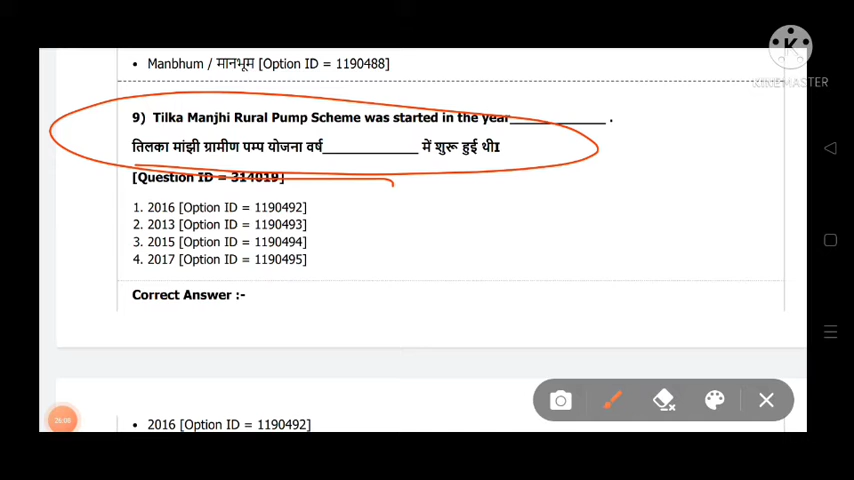 • Manbhum / मानभूम [Option ID = 1190488]
KINEMASTER
9) Tilka Manjhi Rural Pump Scheme was started in the year____________ .
तिलका मांझी ग्रामीण पम्प योजना वर्ष____________ में शुरू हुई थी।
[Question ID = 314019]
1. 2016 [Option ID = 1190492]
2. 2013 [Option ID = 1190493]
3. 2015 [Option ID = 1190494]
4. 2017 [Option ID = 1190495]
Correct Answer :-
• 2016 [Option ID = 1190492]